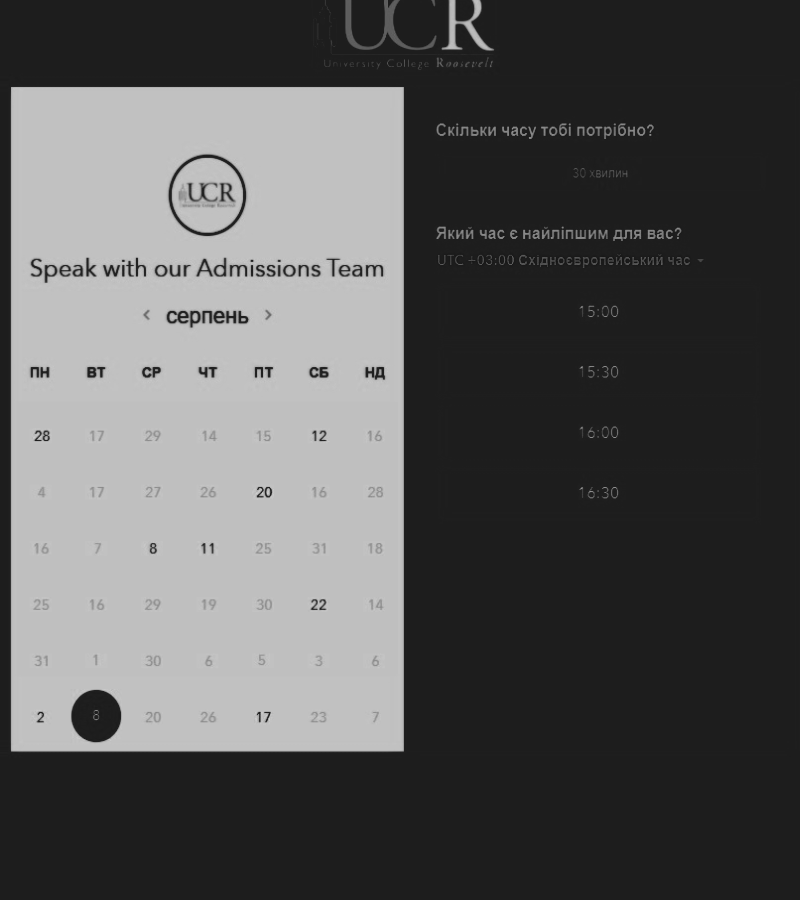 UCR
University College Roosevelt
UCR
Speak with our Admissions Team
серпень
ПН ВТ СР ЧТ ПТ СБ НД
28 17 29 14 15 12 16
4 17 27 26 20 16 28
16 7 8 11 25 31 18
25 16 29 19 30 22 14
31 1 30 6 5 3 6
2 8 20 26 17 23 7
Скільки часу тобі потрібно?
30 хвилин
Який час є найліпшим для вас?
UTC +03:00 Східноєвропейський час
15:00
15:30
16:00
16:30